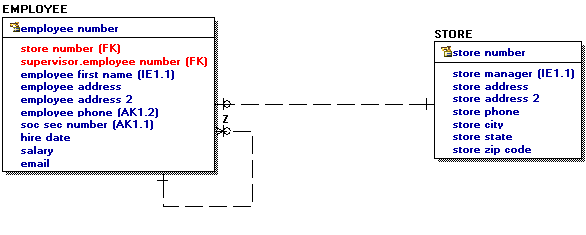 EMPLOYEE
employee number
store number (FK)
supervisor.employee number (FK)
employee first name (IE1.1)
employee address
employee address 2
employee phone (AK1.2)
soc sec number (AK1.1)
hire date
salary
email
Z
STORE
store number
store manager (IE1.1)
store address
store address 2
store phone
store city
store state
store zip code